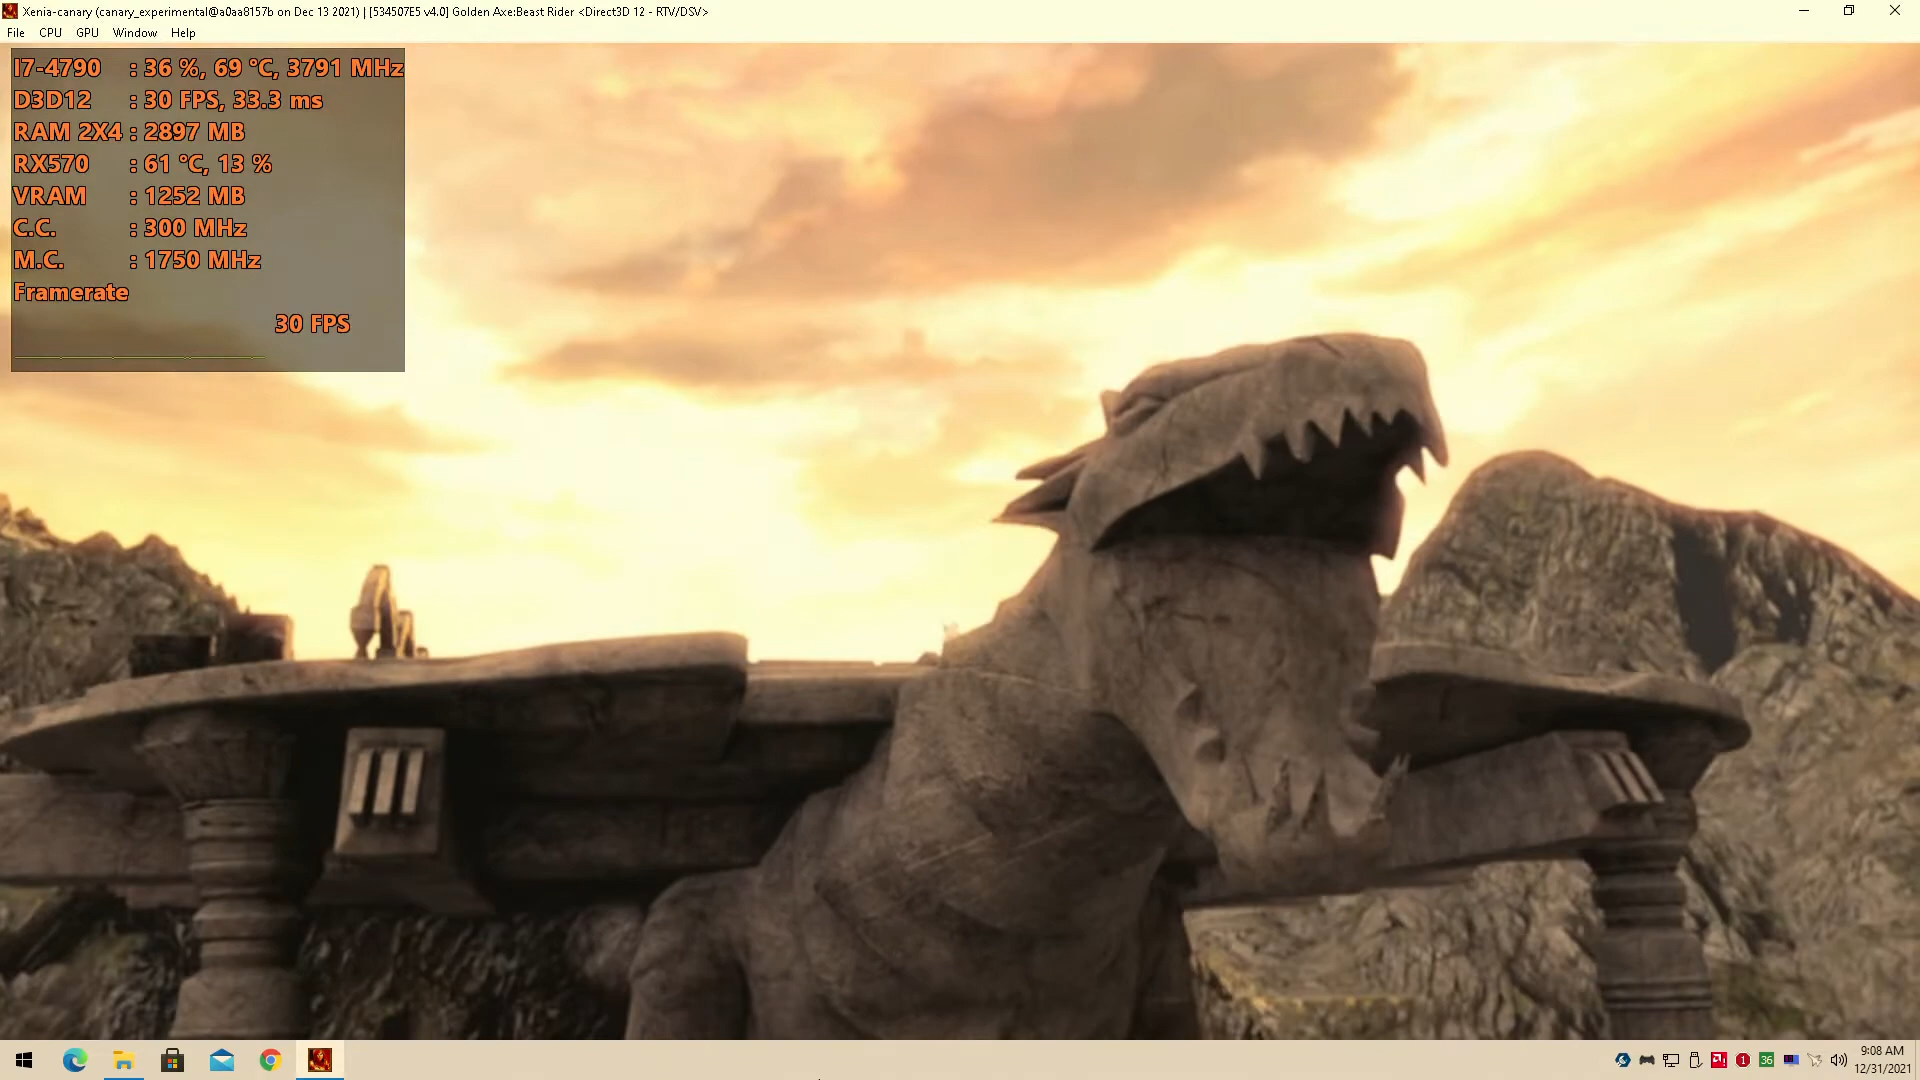 Xenia-canary (canary_experimental@a0aa8157b on Dec 13 2021) | [534507E5 v4.0] Golden Axe:Beast Rider <Direct3D 12 - RTV/DSV>
File CPU GPU Window Help
I7-4790 : 36 %, 69 °C, 3791 MHz
D3D12 : 30 FPS, 33.3 ms
RAM 2X4 : 2897 MB
RX570 : 61 °C, 13 %
VRAM : 1252 MB
C.C. : 300 MHz
M.C. : 1750 MHz
Framerate
30 FPS
1 36 9:08 AM
12/31/2021